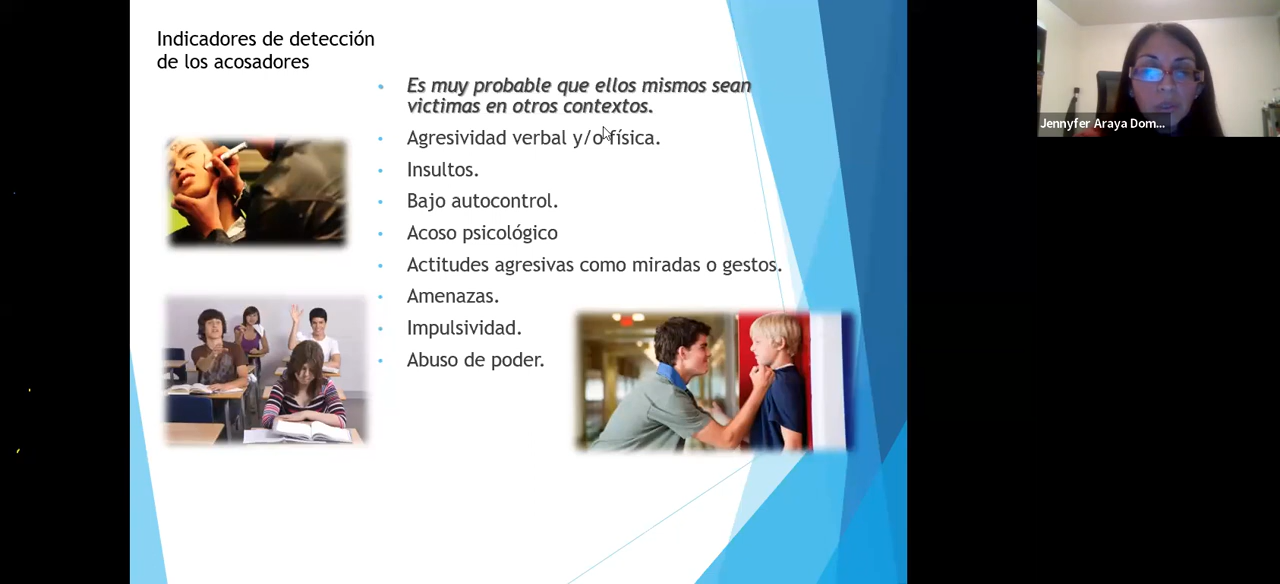 Indicadores de detección
de los acosadores
Es muy probable que ellos mismos sean
victimas en otros contextos.
Agresividad verbal y/o física.
Insultos.
Bajo autocontrol.
Acoso psicológico
Actitudes agresivas como miradas o gestos.
Amenazas.
Impulsividad.
Abuso de poder.
Jennyfer Araya Dom...